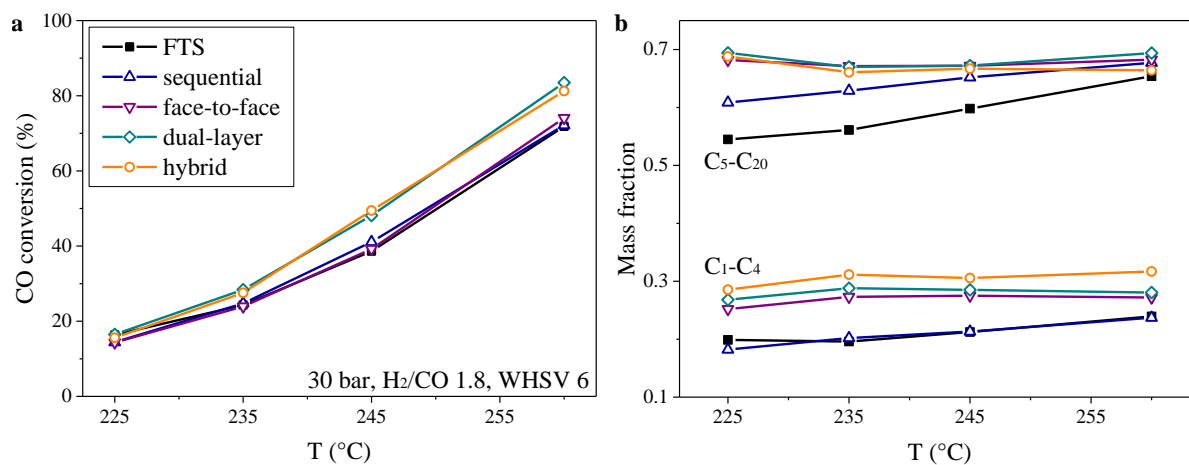 a
100
80
60
40
20
0
CO conversion (%)
FTS
sequential
face-to-face
dual-layer
hybrid
30 bar, H₂/CO 1.8, WHSV 6
225
235
245
255
T (°C)
b
0.7
0.5
0.3
0.1
Mass fraction
C₅-C₂₀
C₁-C₄
225
235
245
255
T (°C)